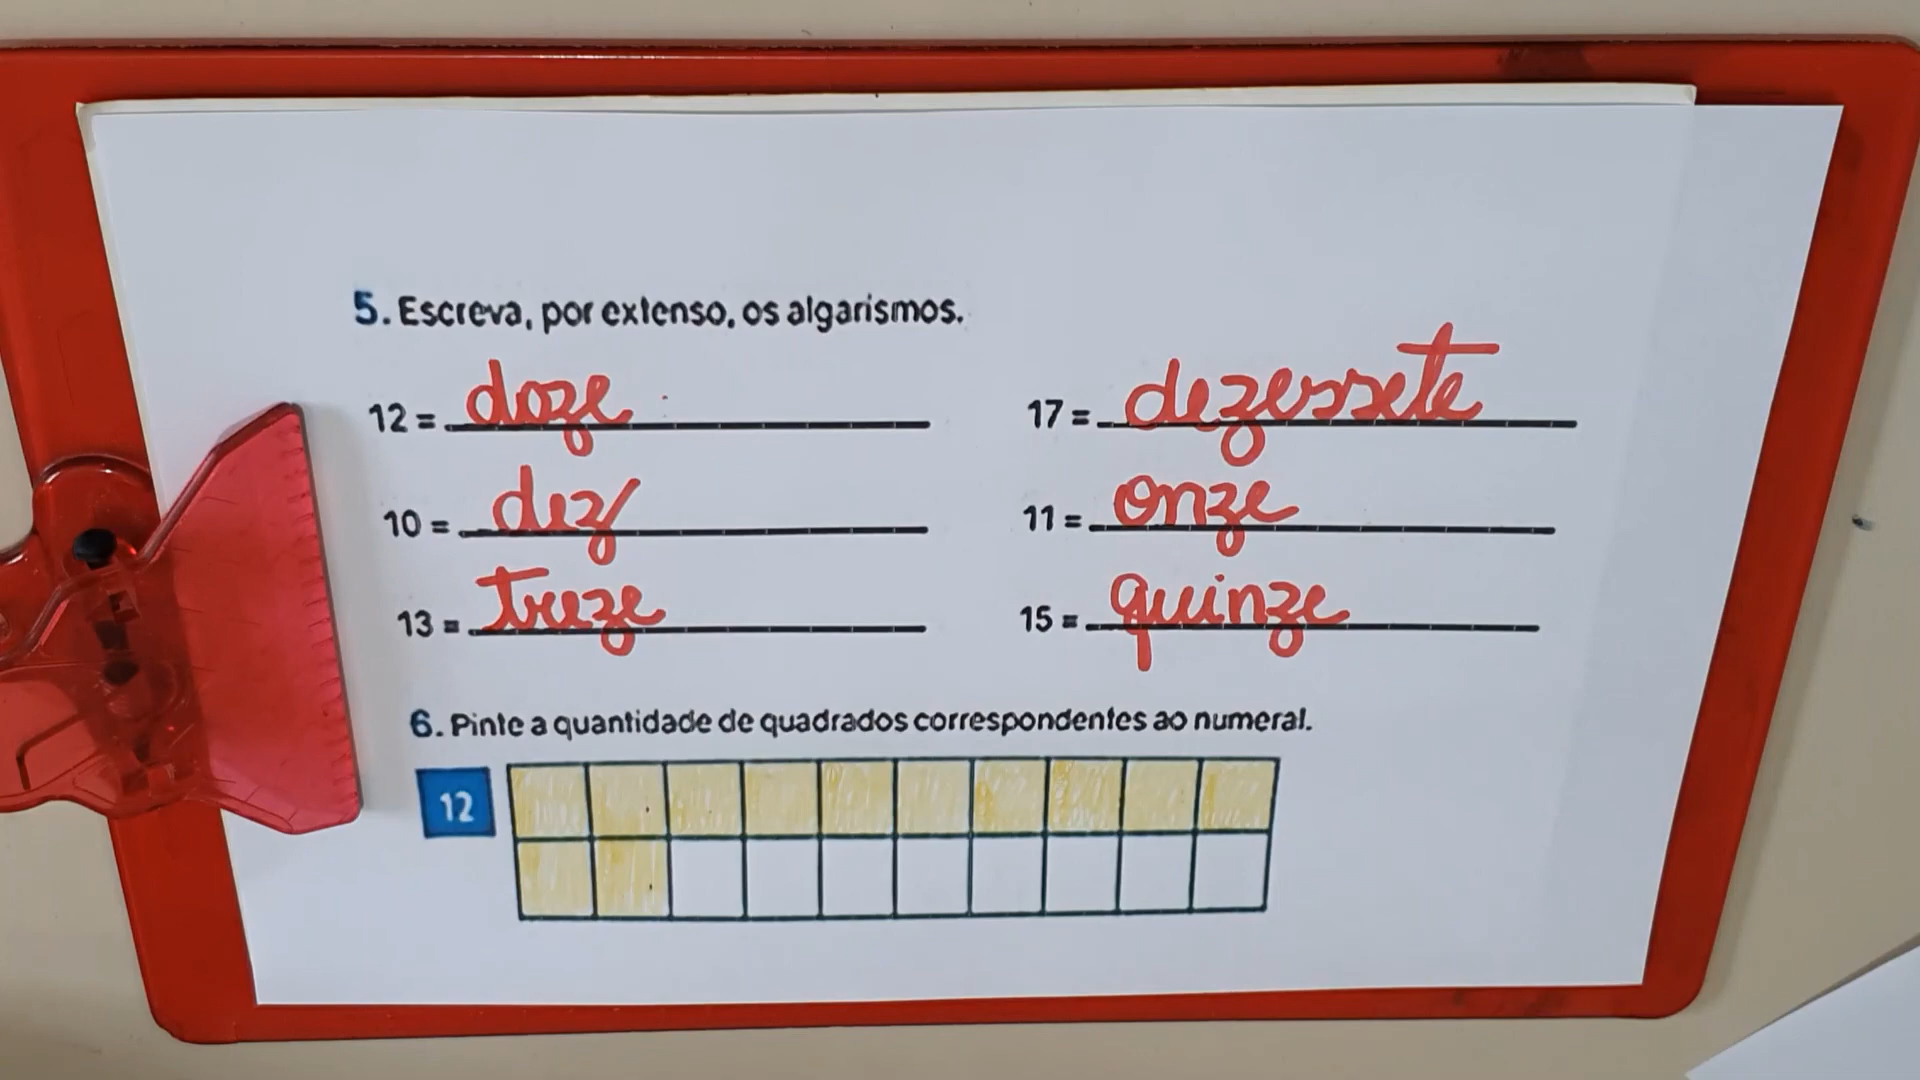 5. Escreva, por extenso, os algarismos.
12 = doze
17 = dezessete
10 = dez
11 = onze
13 = treze
15 = quinze
6. Pinte a quantidade de quadrados correspondentes ao numeral.
12